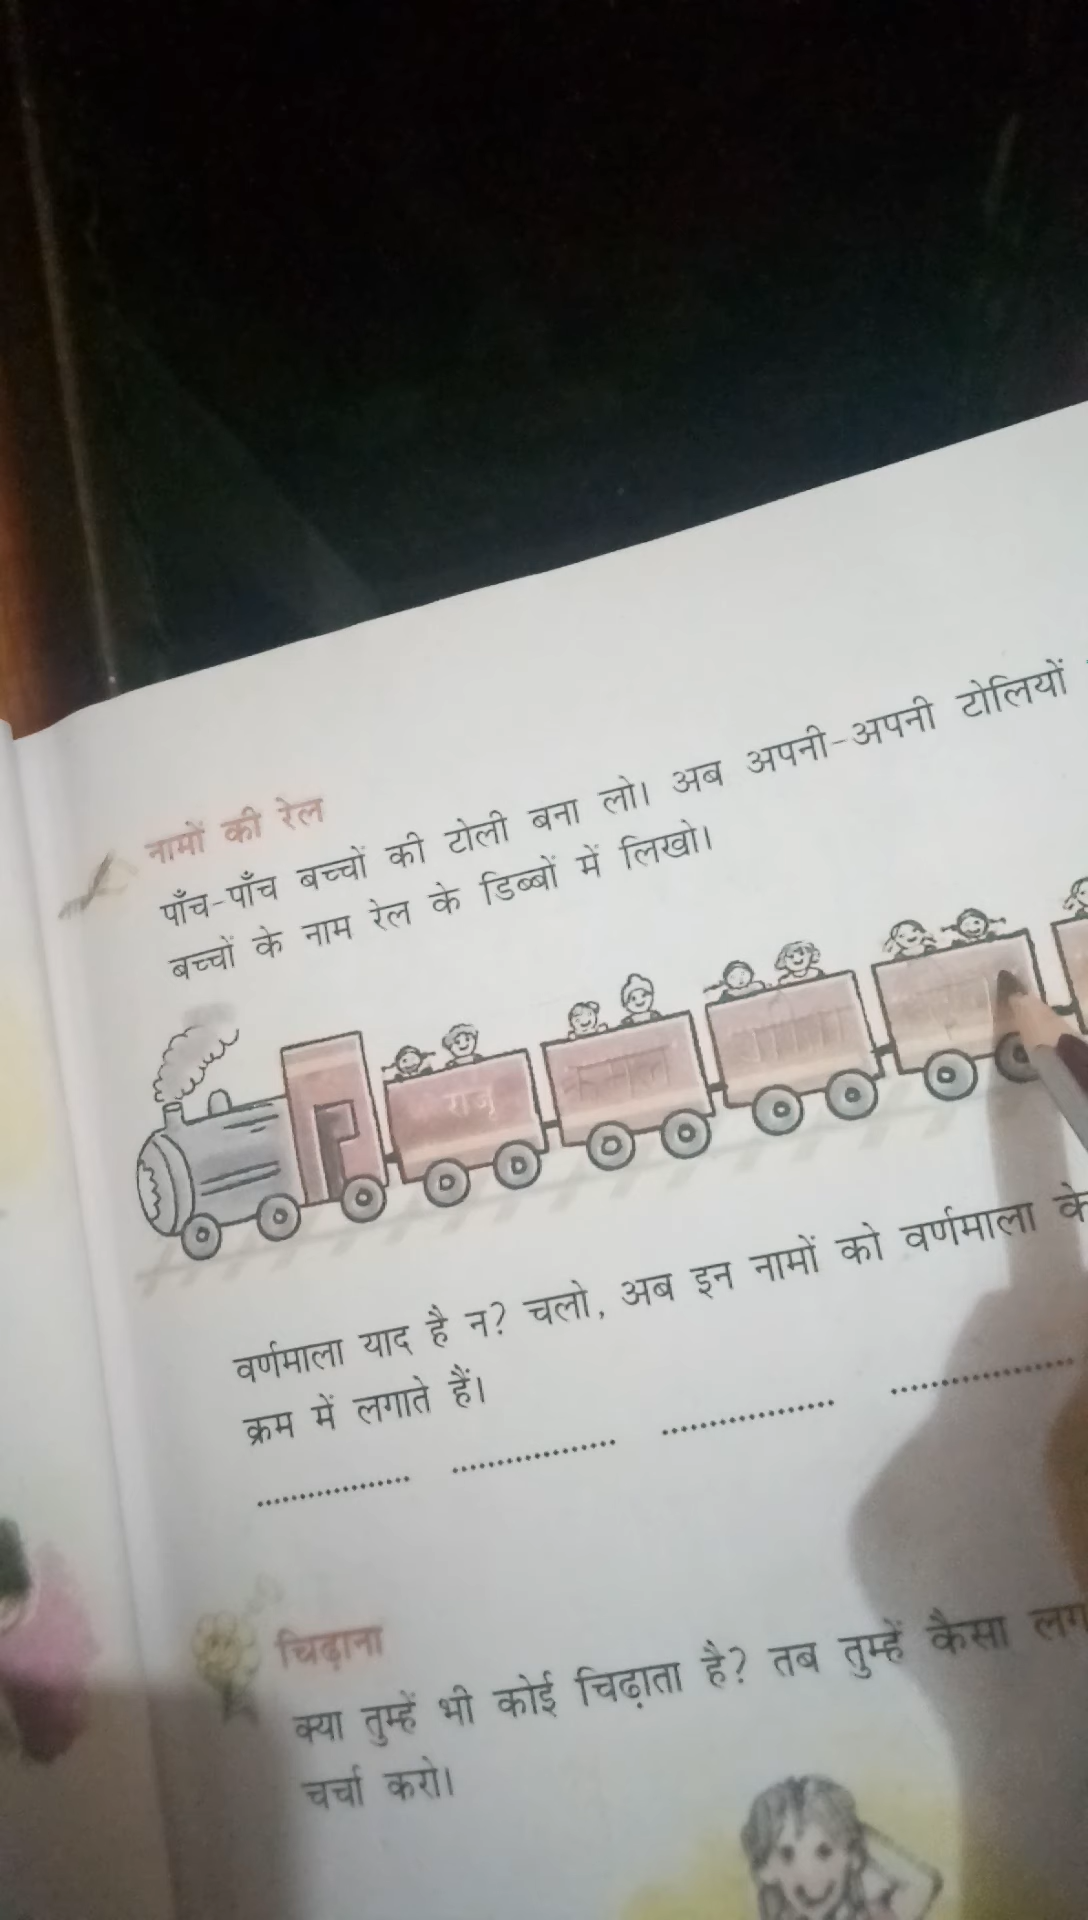 नामों की रेल
पाँच-पाँच बच्चों की टोली बना लो। अब अपनी-अपनी टोलियों
बच्चों के नाम रेल के डिब्बों में लिखो।
राजू
कमल
वर्णमाला याद है न? चलो, अब इन नामों को वर्णमाला के
क्रम में लगाते हैं।
चिढ़ाना
क्या तुम्हें भी कोई चिढ़ाता है? तब तुम्हें कैसा
चर्चा करो।